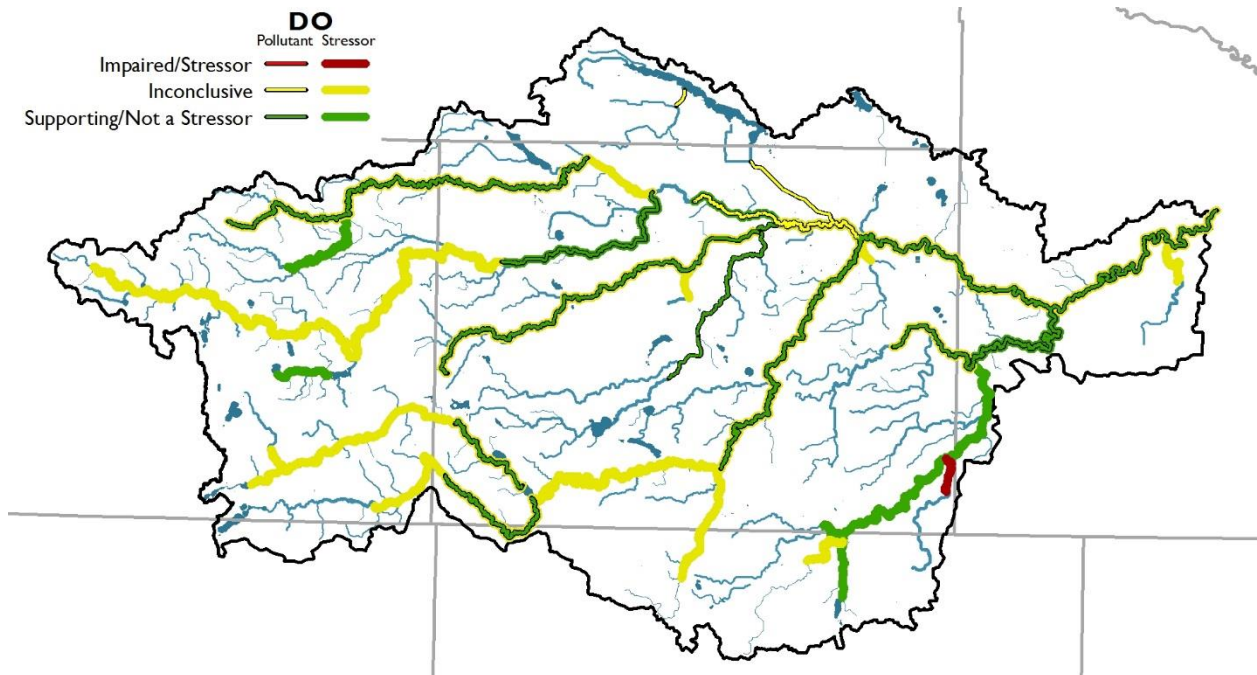 DO
Pollutant Stressor
Impaired/Stressor
Inconclusive
Supporting/Not a Stressor